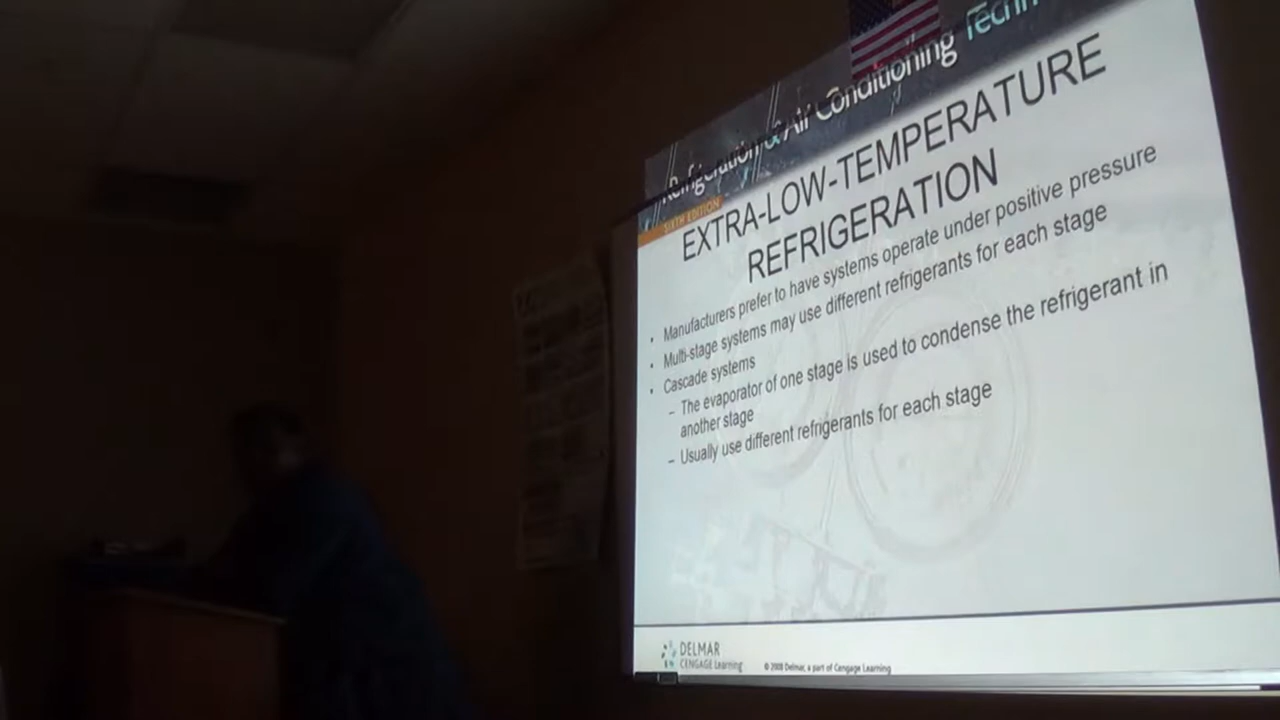 Refrigeration & Air Conditioning
SIXTH EDITION
EXTRA-LOW-TEMPERATURE
REFRIGERATION
• Manufacturers prefer to have systems operate under positive pressure
• Multi-stage systems may use different refrigerants for each stage
• Cascade systems
– The evaporator of one stage is used to condense the refrigerant in
another stage
– Usually use different refrigerants for each stage
DELMAR
CENGAGE Learning
© 2009 Delmar, a part of Cengage Learning